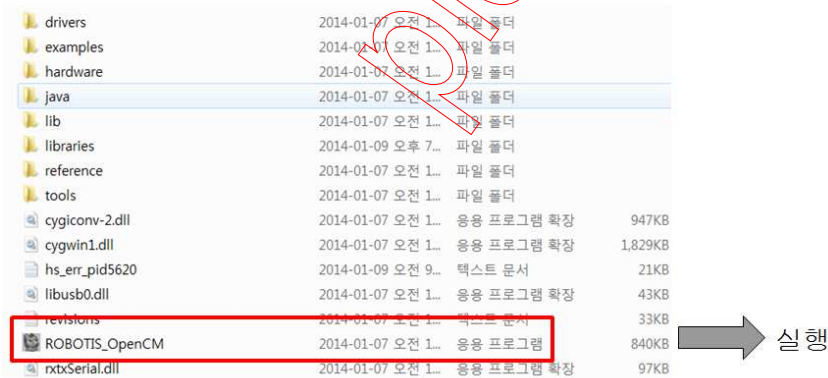 drivers 2014-01-07 오전 1... 파일 폴더
examples 2014-01-07 오전 1... 파일 폴더
hardware 2014-01-07 오전 1... 파일 폴더
java 2014-01-07 오전 1... 파일 폴더
lib 2014-01-07 오전 1... 파일 폴더
libraries 2014-01-09 오후 7... 파일 폴더
reference 2014-01-07 오전 1... 파일 폴더
tools 2014-01-07 오전 1... 파일 폴더
cygiconv-2.dll 2014-01-07 오전 1... 응용 프로그램 확장 947KB
cygwin1.dll 2014-01-07 오전 1... 응용 프로그램 확장 1,829KB
hs_err_pid5620 2014-01-09 오전 9... 텍스트 문서 21KB
libusb0.dll 2014-01-07 오전 1... 응용 프로그램 확장 43KB
revisions 2014-01-07 오전 1... 텍스트 문서 33KB
ROBOTIS_OpenCM 2014-01-07 오전 1... 응용 프로그램 840KB 실행
rxtxSerial.dll 2014-01-07 오전 1... 응용 프로그램 확장 97KB